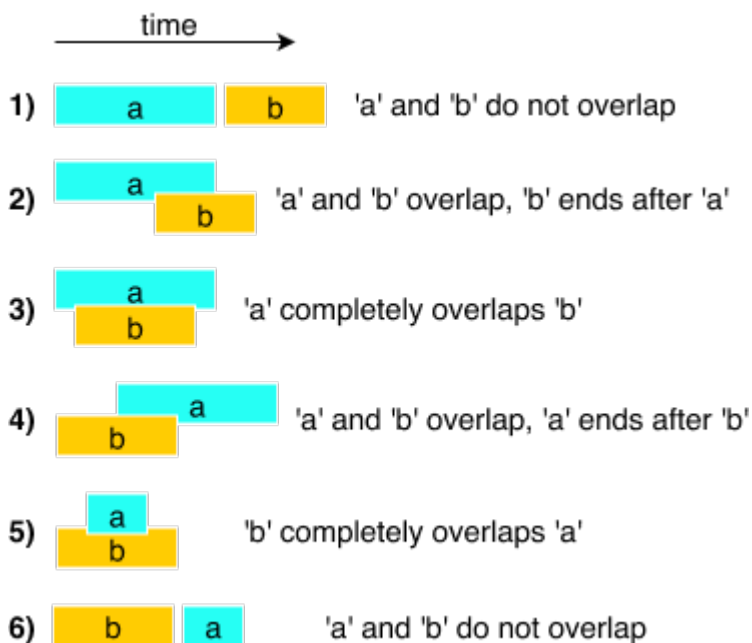 time
1) a b 'a' and 'b' do not overlap
2) a b 'a' and 'b' overlap, 'b' ends after 'a'
3) a b 'a' completely overlaps 'b'
4) a b 'a' and 'b' overlap, 'a' ends after 'b'
5) a b 'b' completely overlaps 'a'
6) b a 'a' and 'b' do not overlap